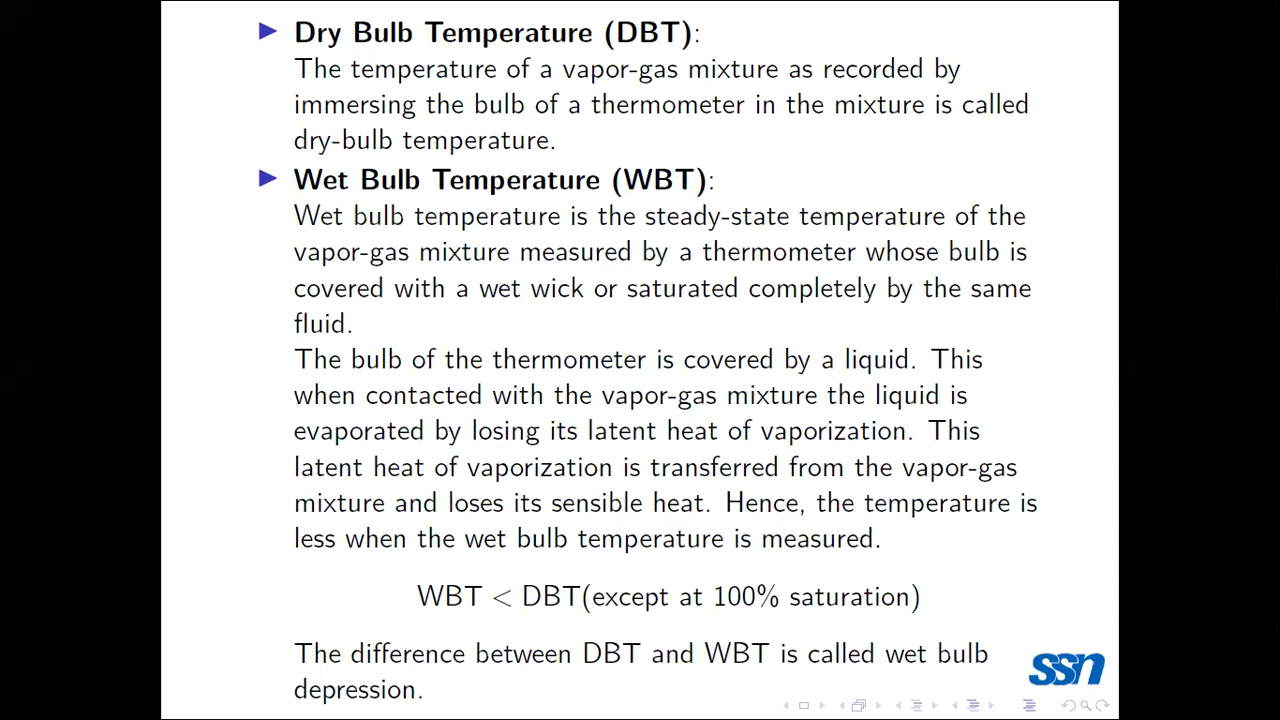 ▶ Dry Bulb Temperature (DBT):
The temperature of a vapor-gas mixture as recorded by
immersing the bulb of a thermometer in the mixture is called
dry-bulb temperature.
▶ Wet Bulb Temperature (WBT):
Wet bulb temperature is the steady-state temperature of the
vapor-gas mixture measured by a thermometer whose bulb is
covered with a wet wick or saturated completely by the same
fluid.
The bulb of the thermometer is covered by a liquid. This
when contacted with the vapor-gas mixture the liquid is
evaporated by losing its latent heat of vaporization. This
latent heat of vaporization is transferred from the vapor-gas
mixture and loses its sensible heat. Hence, the temperature is
less when the wet bulb temperature is measured.
WBT < DBT(except at 100% saturation)
The difference between DBT and WBT is called wet bulb
depression.
ssn